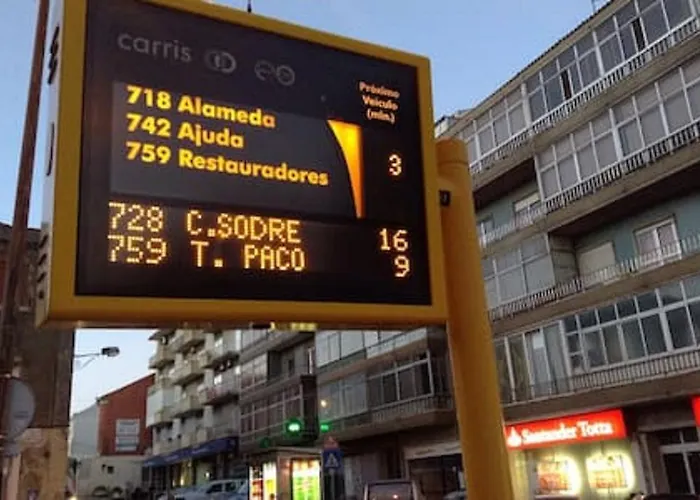 carris
Próximo
Veículo
(min.)
718 Alameda
742 Ajuda
759 Restauradores
3
728 C.SODRE 16
759 T. PACO 9
Santander Totta